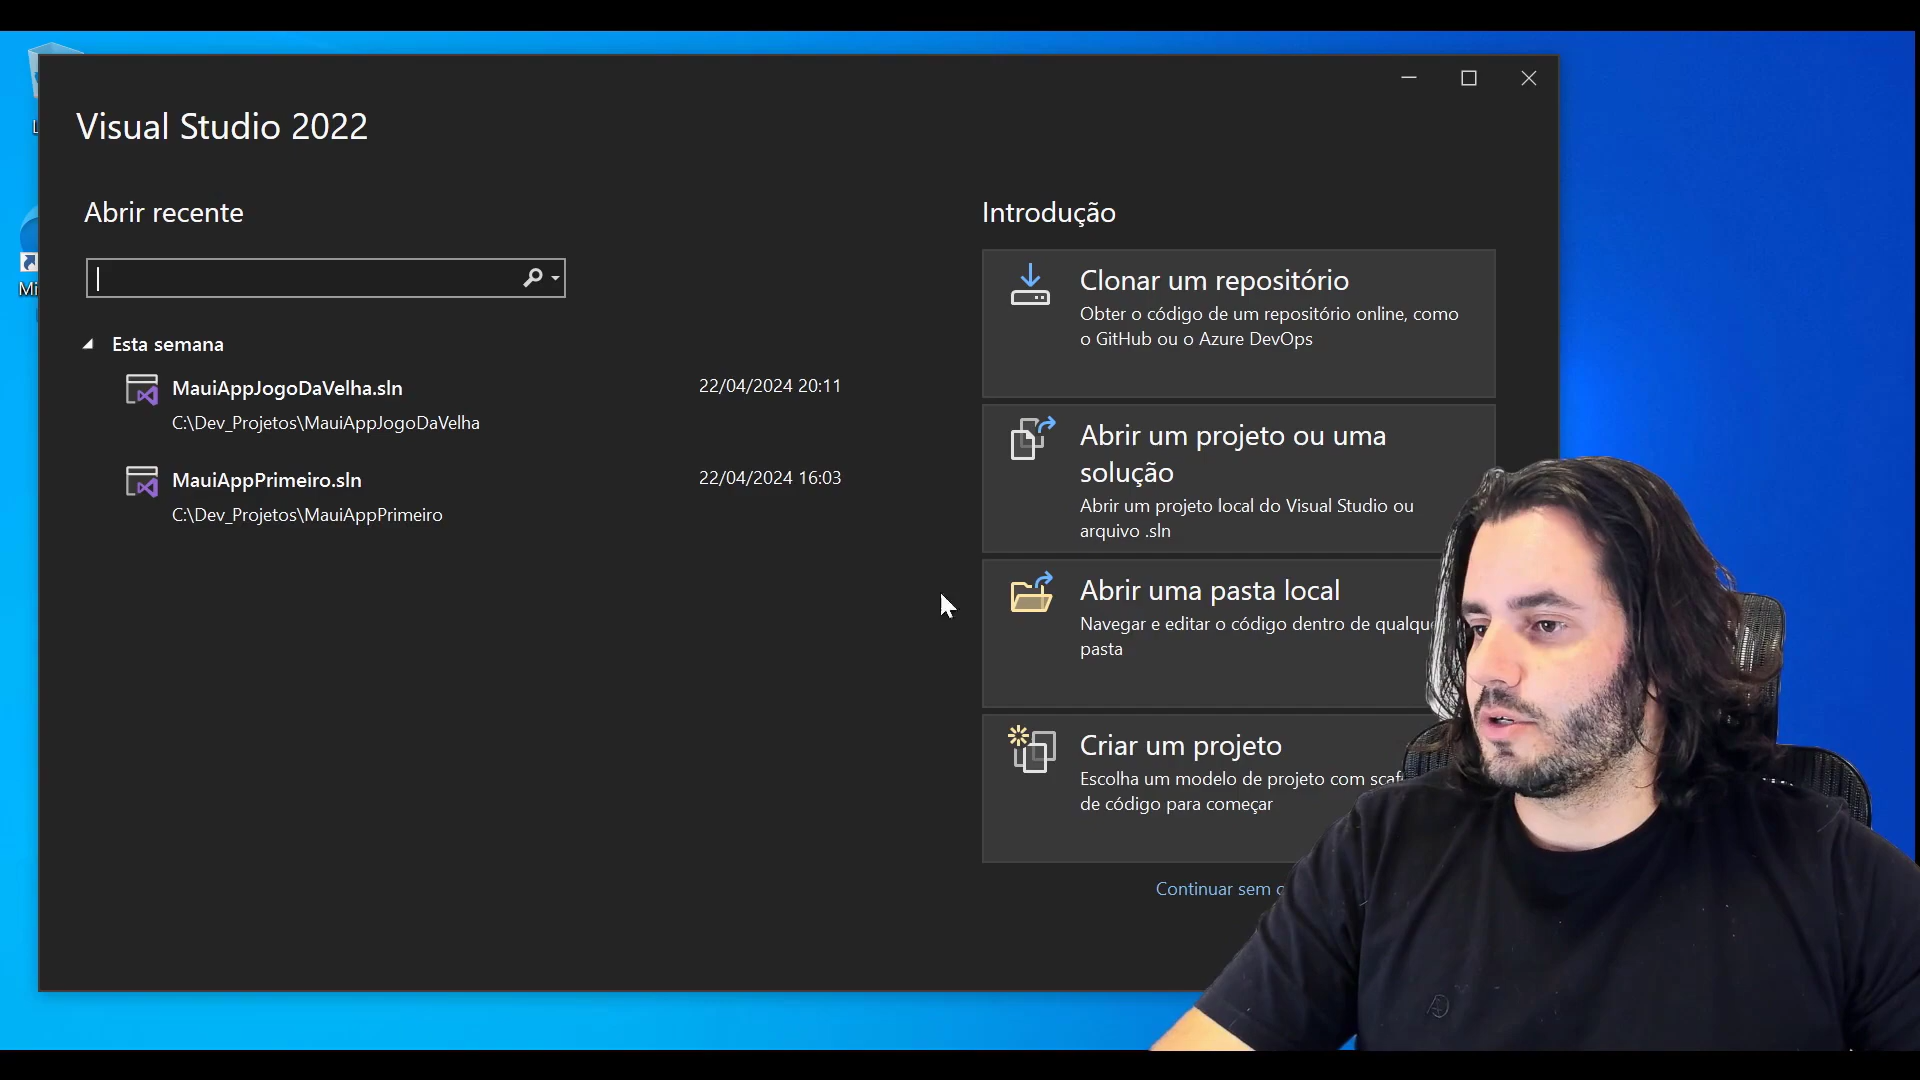 Visual Studio 2022
Abrir recente
Esta semana
MauiAppJogoDaVelha.sln
22/04/2024 20:11
C:\Dev_Projetos\MauiAppJogoDaVelha
MauiAppPrimeiro.sln
22/04/2024 16:03
C:\Dev_Projetos\MauiAppPrimeiro
Introdução
Clonar um repositório
Obter o código de um repositório online, como
o GitHub ou o Azure DevOps
Abrir um projeto ou uma
solução
Abrir um projeto local do Visual Studio ou
arquivo .sln
Abrir uma pasta local
Navegar e editar o código dentro de
pasta
Criar um projeto
Escolha um modelo de projeto com
de código para começar
Continuar sem